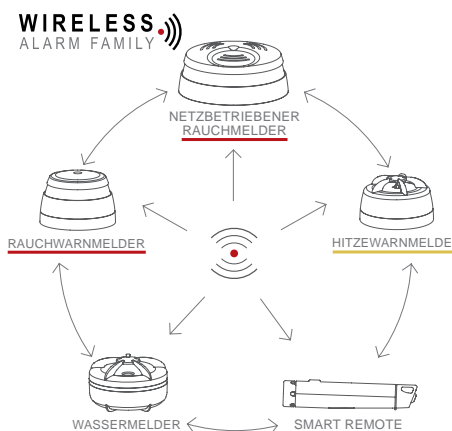 WIRELESS
ALARM FAMILY
NETZBETRIEBENER
RAUCHMELDER
RAUCHWARNMELDER
HITZEWARNMELDE
WASSERMELDER
SMART REMOTE